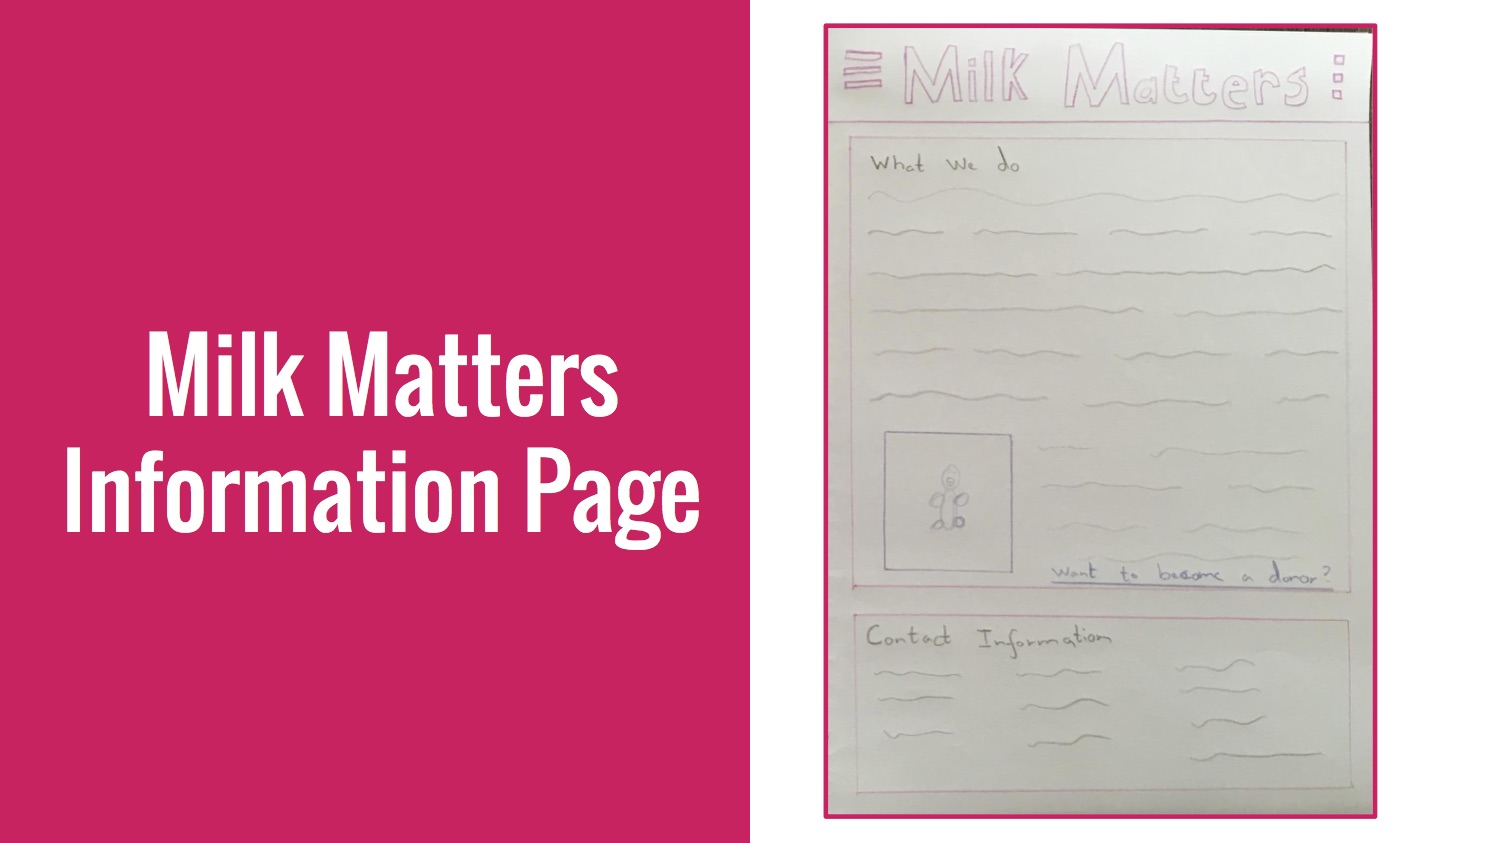 Milk Matters
Information Page
Milk Matters
What we do
Want to become a donor?
Contact Information